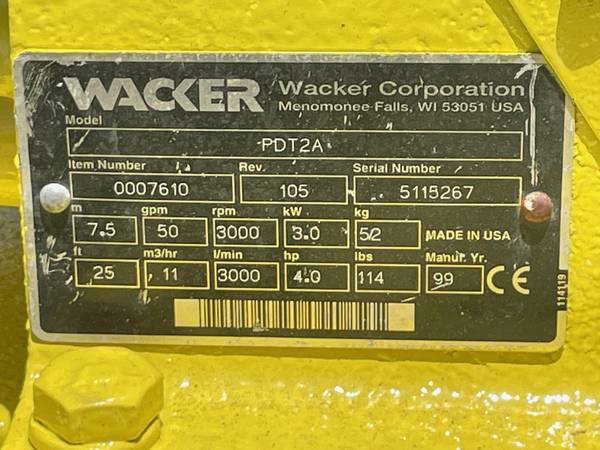 WACKER Wacker Corporation
Menomonee Falls, WI 53051 USA
Model
PDT2A
Item Number Rev. Serial Number
0007610 105 5115267
m gpm rpm kW kg
7.5 50 3000 3.0 52 MADE IN USA
ft m3/hr l/min hp lbs Manuf. Yr.
25 11 3000 4.0 114 99 CE
114119